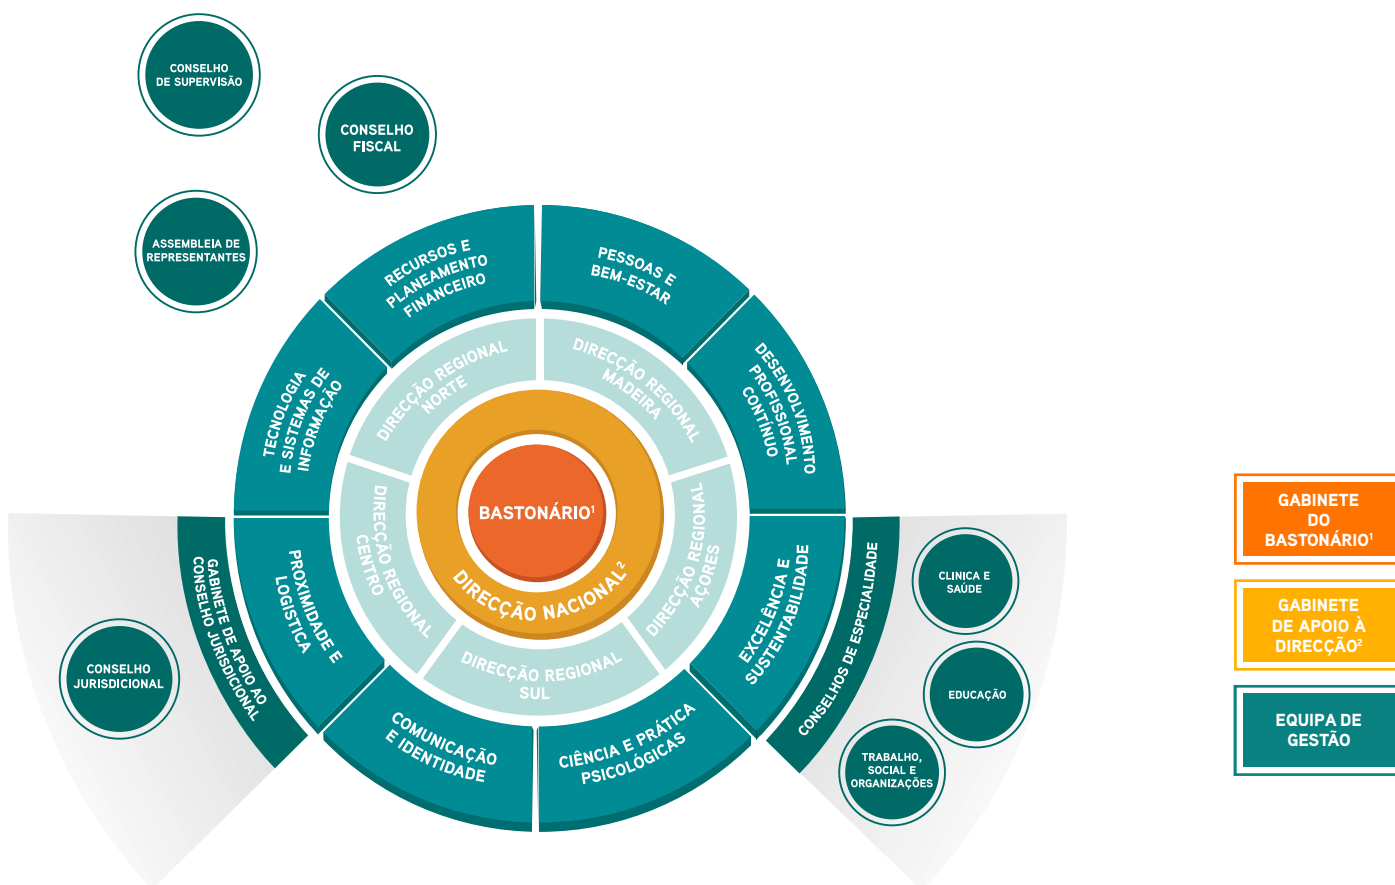 CONSELHO
DE SUPERVISÃO
CONSELHO
FISCAL
ASSEMBLEIA DE
REPRESENTANTES
RECURSOS E
PLANEAMENTO
FINANCEIRO
PESSOAS E
BEM-ESTAR
TECNOLOGIA
E SISTEMAS DE
INFORMAÇÃO
DESENVOLVIMENTO
PROFISSIONAL
CONTÍNUO
DIRECÇÃO REGIONAL
NORTE
DIRECÇÃO REGIONAL
MADEIRA
DIRECÇÃO REGIONAL
CENTRO
DIRECÇÃO REGIONAL
AÇORES
DIRECÇÃO REGIONAL
SUL
BASTONÁRIO¹
DIRECÇÃO NACIONAL²
PROXIMIDADE E
LOGISTICA
EXCELÊNCIA E
SUSTENTABILIDADE
COMUNICAÇÃO
E IDENTIDADE
CIÊNCIA E PRÁTICA
PSICOLÓGICAS
GABINETE DE APOIO AO
CONSELHO JURISDICIONAL
CONSELHO
JURISDICIONAL
CONSELHOS DE ESPECIALIDADE
CLINICA E
SAÚDE
EDUCAÇÃO
TRABALHO,
SOCIAL E
ORGANIZAÇÕES
GABINETE
DO
BASTONÁRIO¹
GABINETE
DE APOIO À
DIRECÇÃO²
EQUIPA DE
GESTÃO